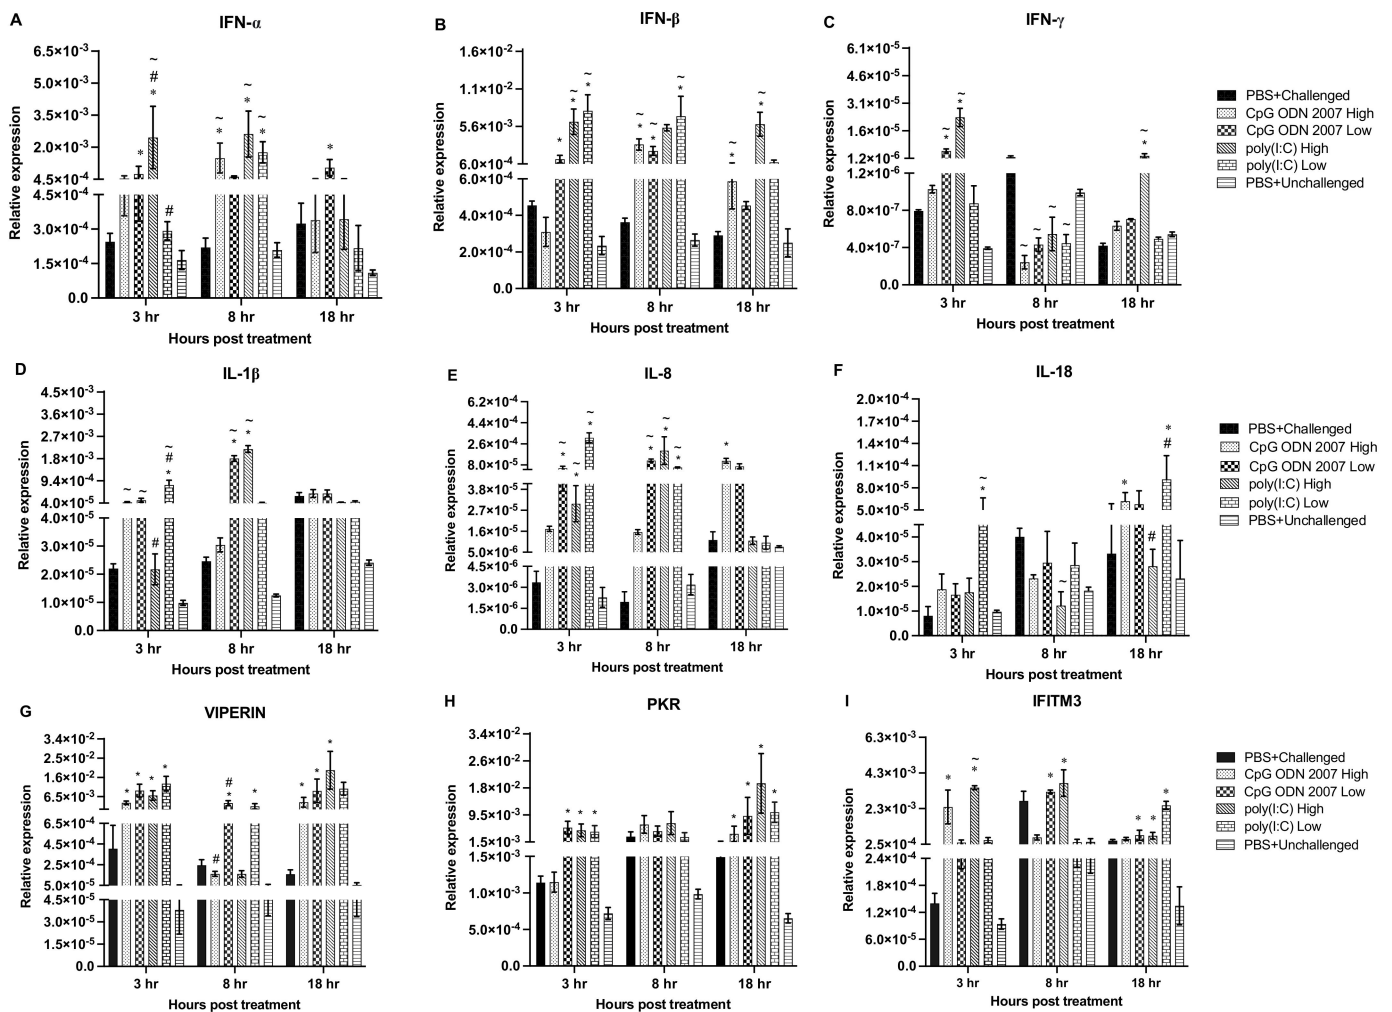 A
IFN-α
Relative expression
6.5×10-3
5.0×10-3
3.5×10-3
2.0×10-3
4.5×10-4
4.5×10-4
3.0×10-4
1.5×10-4
0.0
~
#
*
*
#
~
*
~
*
~
*
*
3 hr
8 hr
18 hr
Hours post treatment
B
IFN-β
Relative expression
1.6×10-2
1.1×10-2
5.6×10-3
6.0×10-4
6.0×10-4
4.0×10-4
2.0×10-4
0.0
*
~
*
~
*
~
*
~
*
~
*
~
*
~
*
3 hr
8 hr
18 hr
Hours post treatment
C
IFN-γ
Relative expression
6.1×10-5
4.6×10-5
3.1×10-5
1.6×10-5
1.2×10-6
1.2×10-6
8.0×10-7
4.0×10-7
0.0
~
*
~
*
~
~
~
~
~
*
3 hr
8 hr
18 hr
Hours post treatment
PBS+Challenged
CpG ODN 2007 High
CpG ODN 2007 Low
poly(I:C) High
poly(I:C) Low
PBS+Unchallenged
D
IL-1β
Relative expression
4.5×10-3
3.6×10-3
2.7×10-3
1.8×10-3
9.4×10-4
4.0×10-5
4.0×10-5
3.0×10-5
2.0×10-5
1.0×10-5
0.0
~
~
#
~
#
*
~
*
~
*
3 hr
8 hr
18 hr
Hours post treatment
E
IL-8
Relative expression
6.2×10-4
4.4×10-4
2.6×10-4
8.0×10-5
3.8×10-5
2.7×10-5
1.6×10-5
5.0×10-6
4.5×10-6
3.0×10-6
1.5×10-6
0.0
~
*
~
*
~
*
~
*
~
*
~
*
*
3 hr
8 hr
18 hr
Hours post treatment
F
IL-18
Relative expression
2.0×10-4
1.7×10-4
1.4×10-4
1.1×10-4
8.0×10-5
5.0×10-5
4.0×10-5
3.0×10-5
2.0×10-5
1.0×10-5
0.0
~
*
~
*
#
*
#
3 hr
8 hr
18 hr
Hours post treatment
PBS+Challenged
CpG ODN 2007 High
CpG ODN 2007 Low
poly(I:C) High
poly(I:C) Low
PBS+Unchallenged
G
VIPERIN
Relative expression
3.4×10-2
2.5×10-2
1.6×10-2
6.5×10-3
6.5×10-4
4.5×10-4
2.5×10-4
5.0×10-5
4.5×10-5
3.0×10-5
1.5×10-5
0.0
*
*
*
*
#
#
*
*
*
*
*
3 hr
8 hr
18 hr
Hours post treatment
H
PKR
Relative expression
3.4×10-2
2.6×10-2
1.8×10-2
9.5×10-3
1.5×10-3
1.5×10-3
1.0×10-3
5.0×10-4
0.0
*
*
*
*
*
*
*
3 hr
8 hr
18 hr
Hours post treatment
I
IFITM3
Relative expression
6.3×10-3
4.3×10-3
2.3×10-3
2.5×10-4
2.4×10-4
1.8×10-4
1.2×10-4
6.0×10-5
0.0
*
~
*
*
*
*
*
*
3 hr
8 hr
18 hr
Hours post treatment
PBS+Challenged
CpG ODN 2007 High
CpG ODN 2007 Low
poly(I:C) High
poly(I:C) Low
PBS+Unchallenged